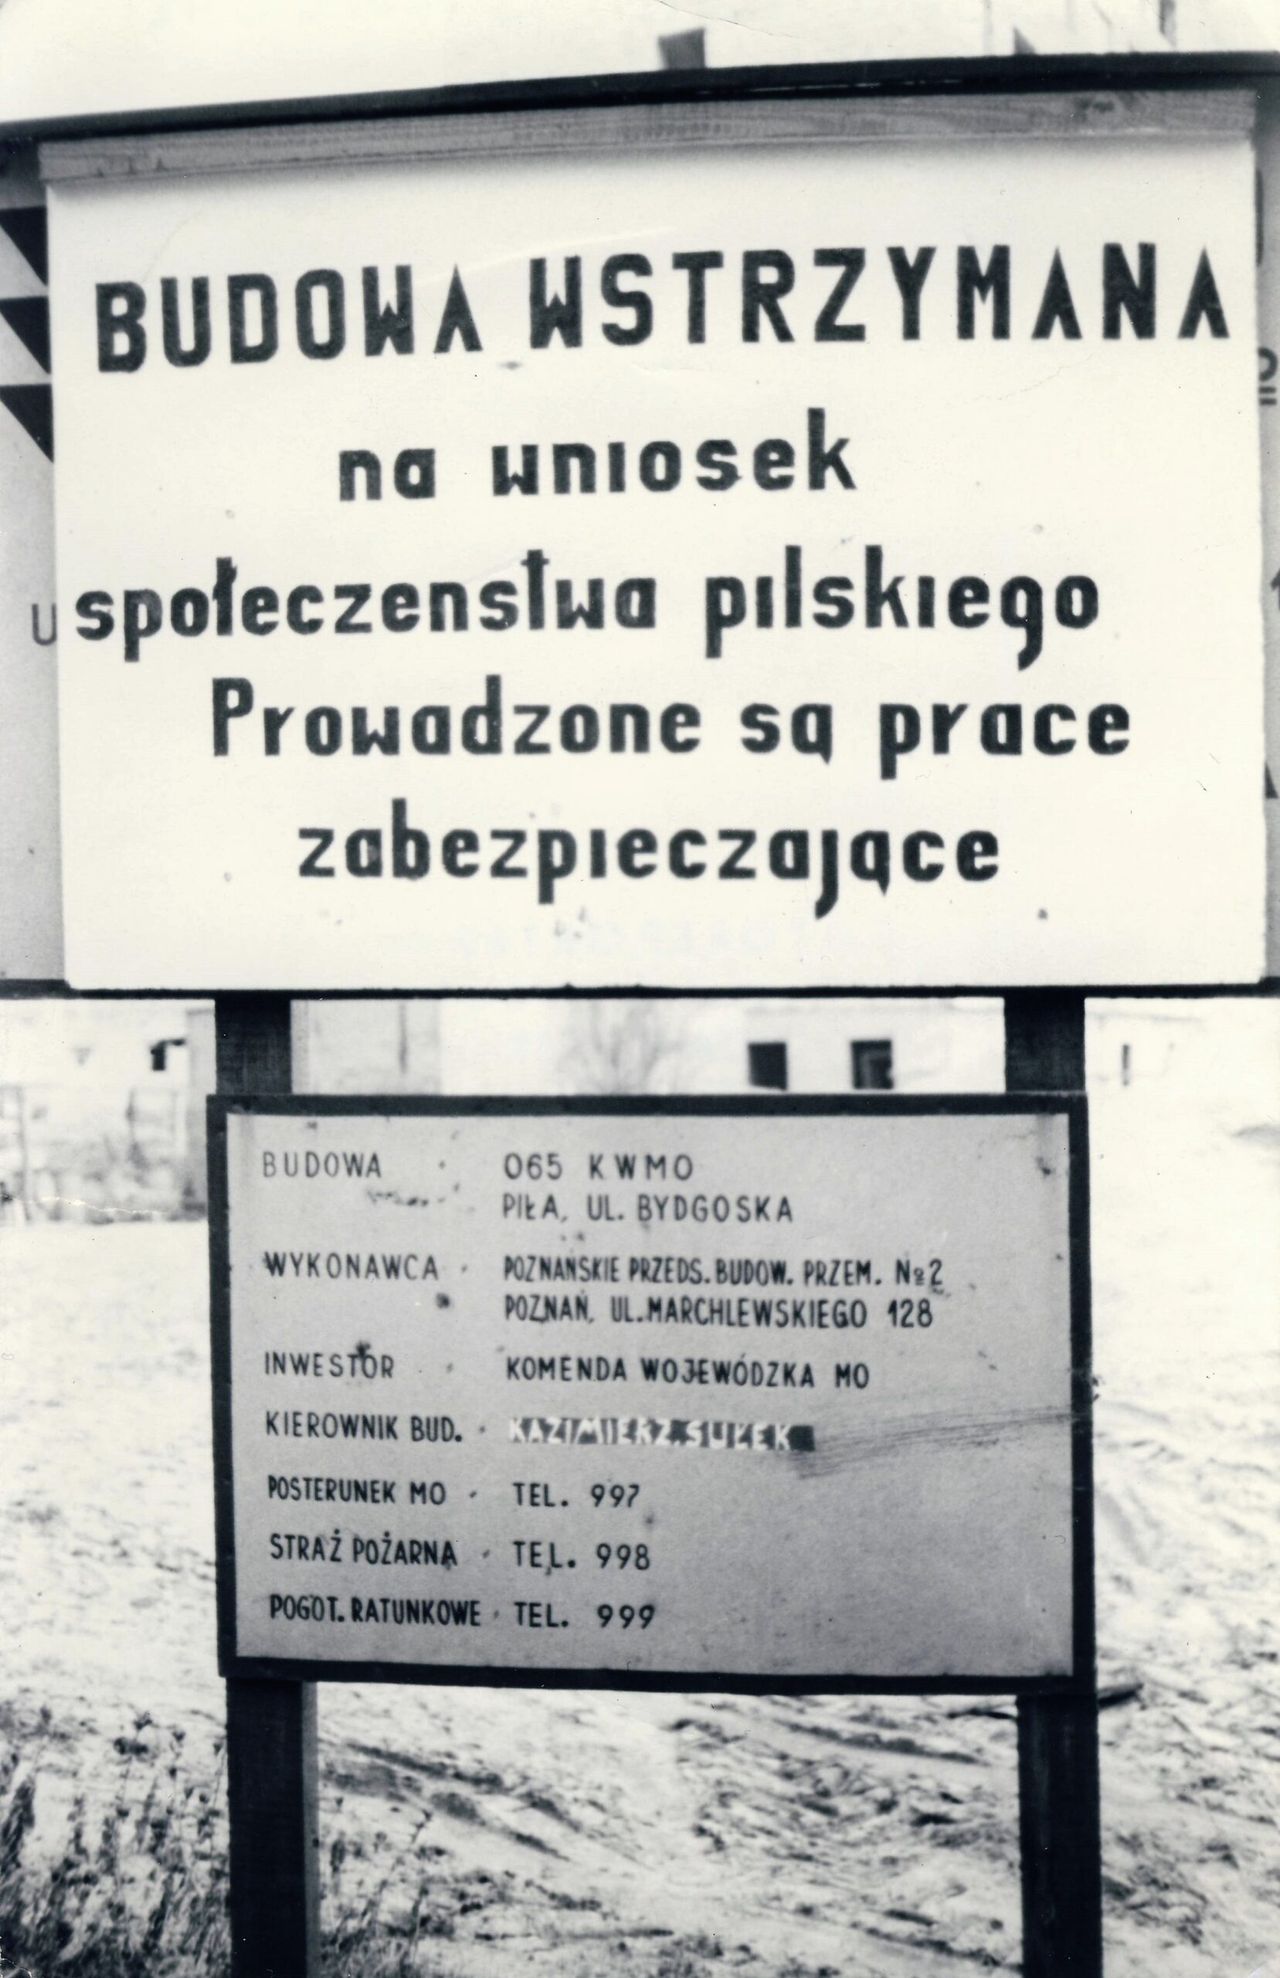 BUDOWA WSTRZYMANA
na wniosek
społeczenstwa pilskiego
Prowadzone są prace
zabezpieczające
U
BUDOWA · 065 KWMO
PIŁA, UL. BYDGOSKA
WYKONAWCA · POZNAŃSKIE PRZEDS. BUDOW. PRZEM. №2
POZNAŃ, UL. MARCHLEWSKIEGO 128
INWESTOR · KOMENDA WOJEWÓDZKA MO
KIEROWNIK BUD. · KAZIMIERZ SUŁEK
POSTERUNEK MO · TEL. 997
STRAŻ POŻARNA · TEL. 998
POGOT. RATUNKOWE · TEL. 999